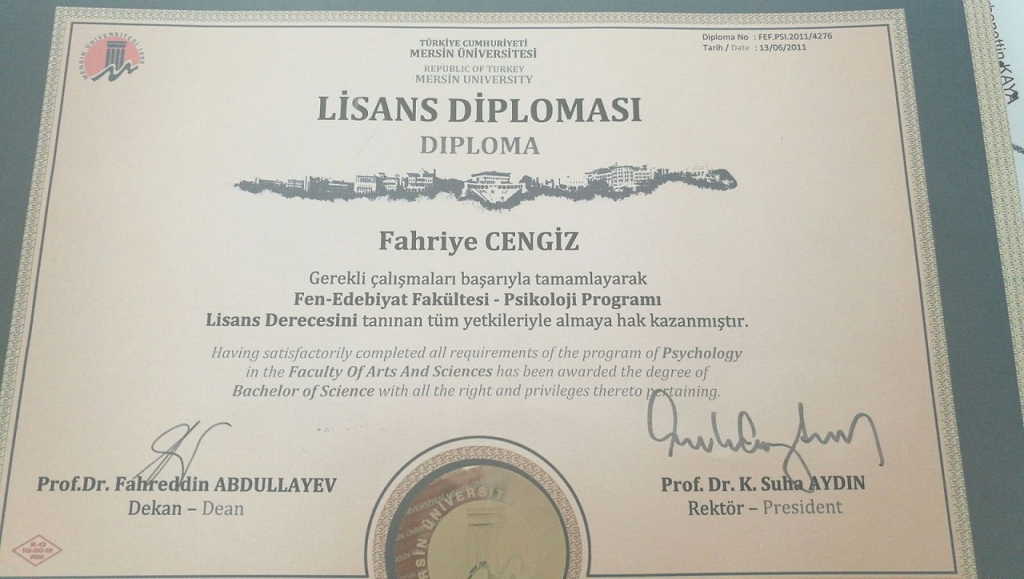 TÜRKİYE CUMHURİYETİ
MERSİN ÜNİVERSİTESİ
REPUBLIC OF TURKEY
MERSIN UNIVERSITY
Diploma No : FEF.PSI.2011/4276
Tarih / Date : 13/06/2011
LİSANS DİPLOMASI
DIPLOMA
Fahriye CENGİZ
Gerekli çalışmaları başarıyla tamamlayarak
Fen-Edebiyat Fakültesi - Psikoloji Programı
Lisans Derecesini tanınan tüm yetkileriyle almaya hak kazanmıştır.
Having satisfactorily completed all requirements of the program of Psychology
in the Faculty Of Arts And Sciences has been awarded the degree of
Bachelor of Science with all the right and privileges thereto pertaining.
Prof.Dr. Fahreddin ABDULLAYEV
Dekan – Dean
Prof. Dr. K. Suha AYDIN
Rektör – President
KAYA